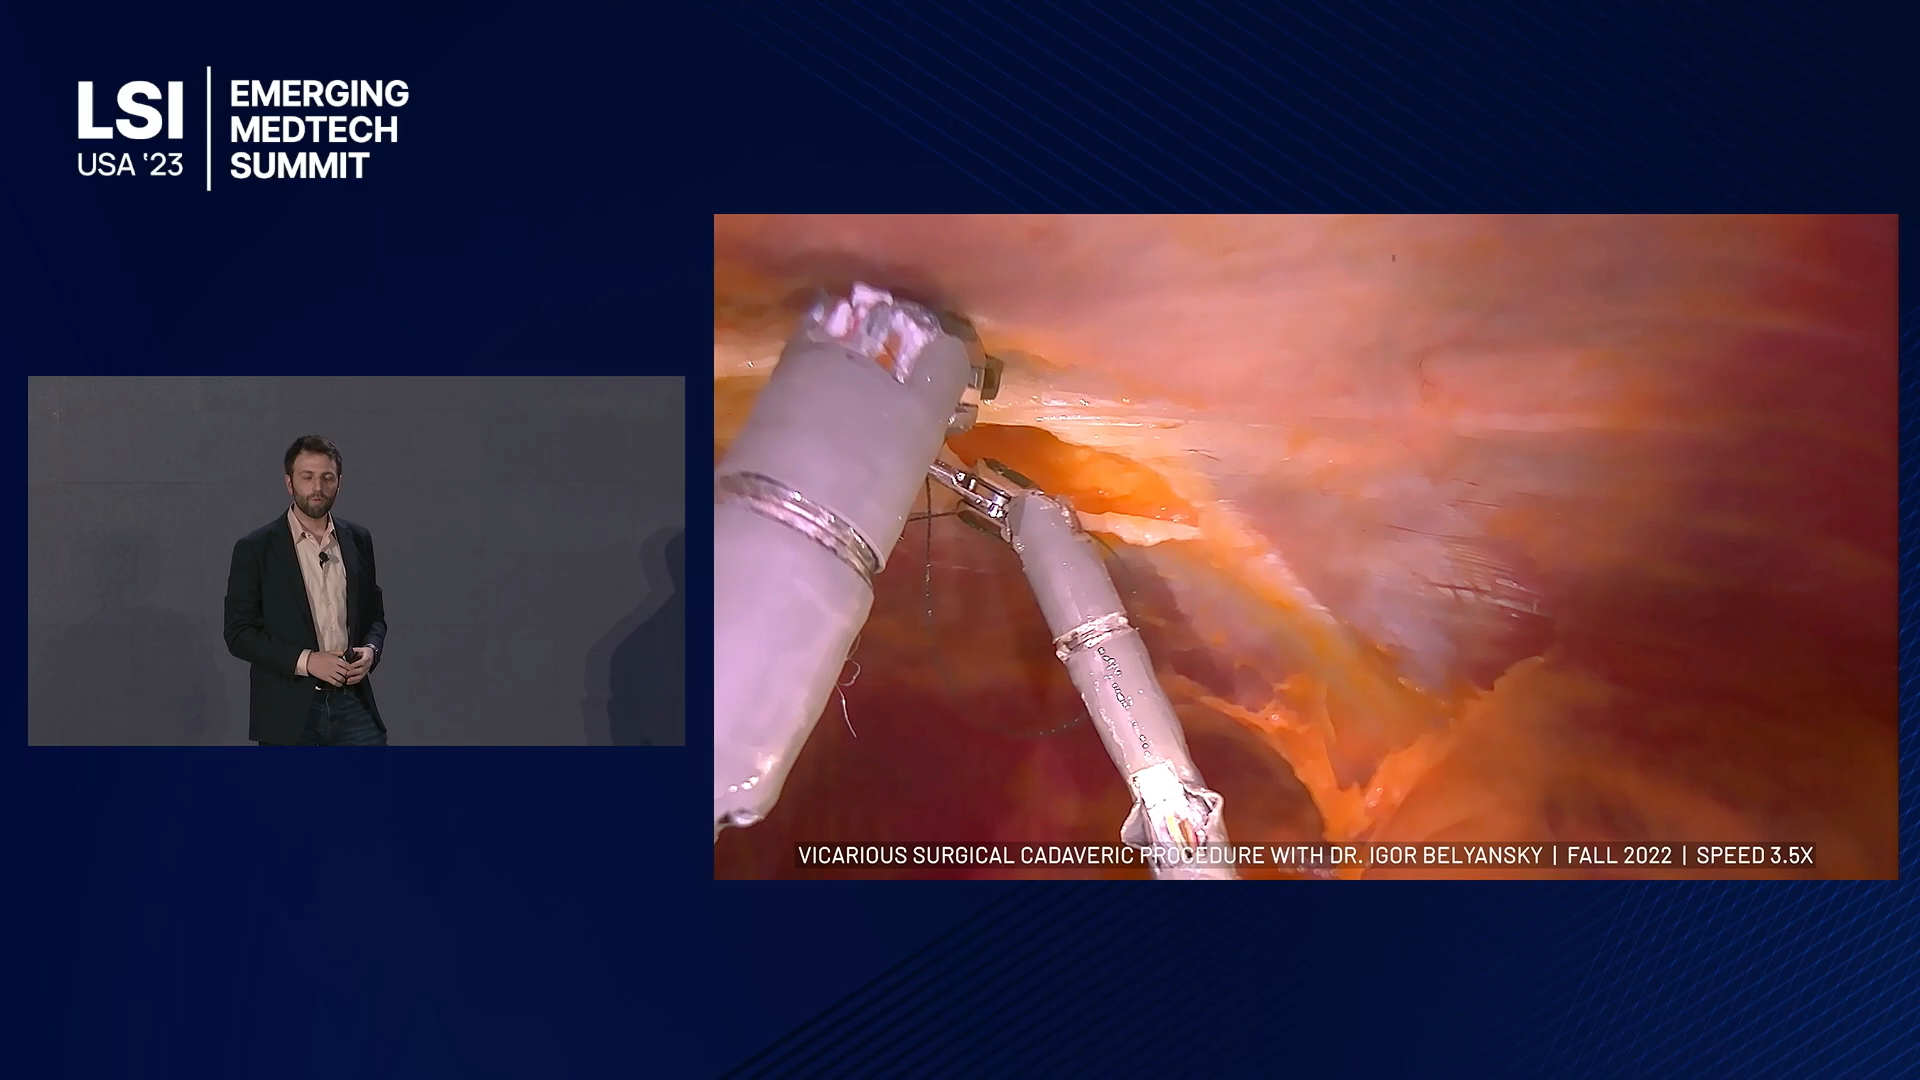 LSI
USA '23
EMERGING
MEDTECH
SUMMIT
VICARIOUS SURGICAL CADAVERIC PROCEDURE WITH DR. IGOR BELYANSKY | FALL 2022 | SPEED 3.5X